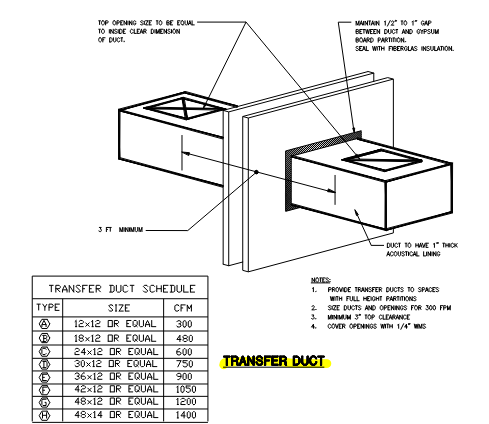 TOP OPENING SIZE TO BE EQUAL
TO INSIDE CLEAR DIMENSION
OF DUCT.
MAINTAIN 1/2" TO 1" GAP
BETWEEN DUCT AND GYPSUM
BOARD PARTITION.
SEAL WITH FIBERGLAS INSULATION.
3 FT MINIMUM
DUCT TO HAVE 1" THICK
ACOUSTICAL LINING
NOTES:
1. PROVIDE TRANSFER DUCTS TO SPACES
WITH FULL HEIGHT PARTITIONS
2. SIZE DUCTS AND OPENINGS FOR 300 FPM
3. MINIMUM 3" TOP CLEARANCE
4. COVER OPENINGS WITH 1/4" WMS
TRANSFER DUCT
TRANSFER DUCT SCHEDULE
TYPE SIZE CFM
A 12x12 OR EQUAL 300
B 18x12 OR EQUAL 480
C 24x12 OR EQUAL 600
D 30x12 OR EQUAL 750
E 36x12 OR EQUAL 900
F 42x12 OR EQUAL 1050
G 48x12 OR EQUAL 1200
H 48x14 OR EQUAL 1400